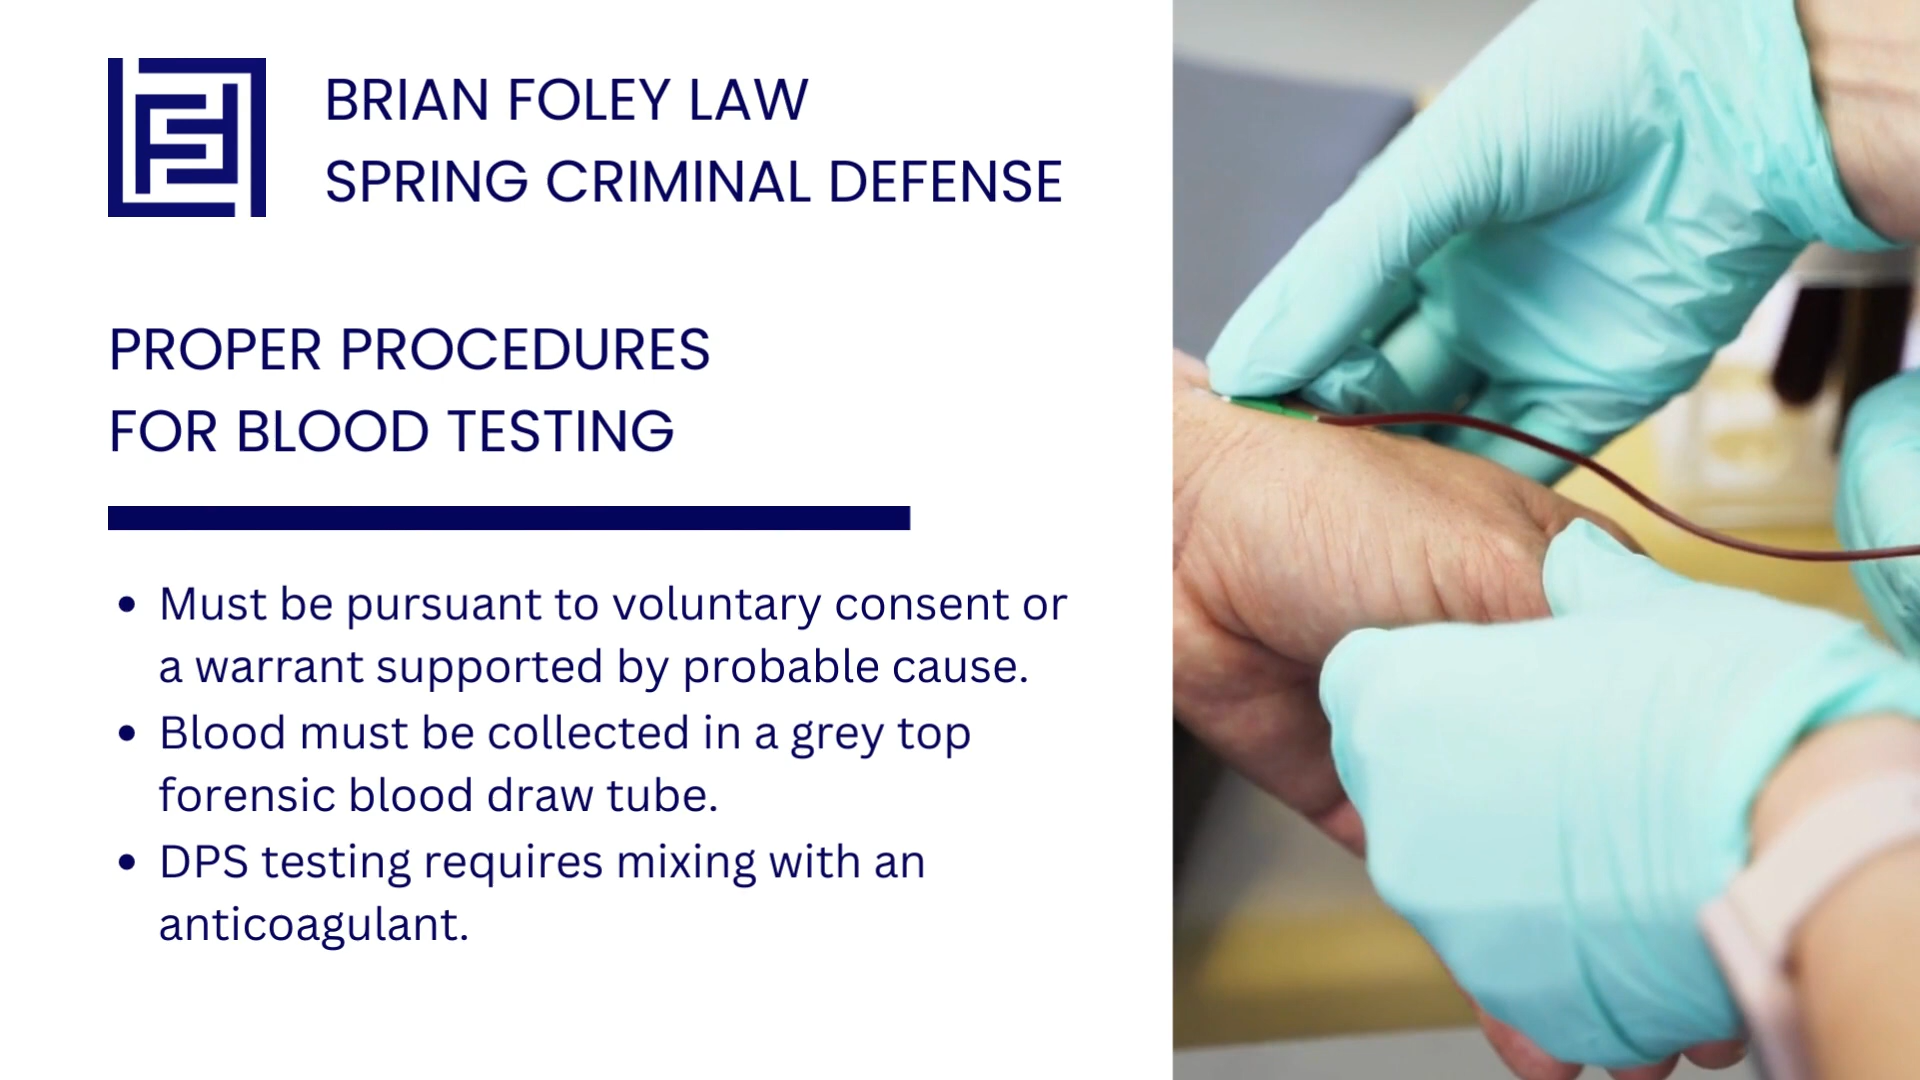 BRIAN FOLEY LAW
SPRING CRIMINAL DEFENSE
PROPER PROCEDURES
FOR BLOOD TESTING
• Must be pursuant to voluntary consent or
a warrant supported by probable cause.
• Blood must be collected in a grey top
forensic blood draw tube.
• DPS testing requires mixing with an
anticoagulant.